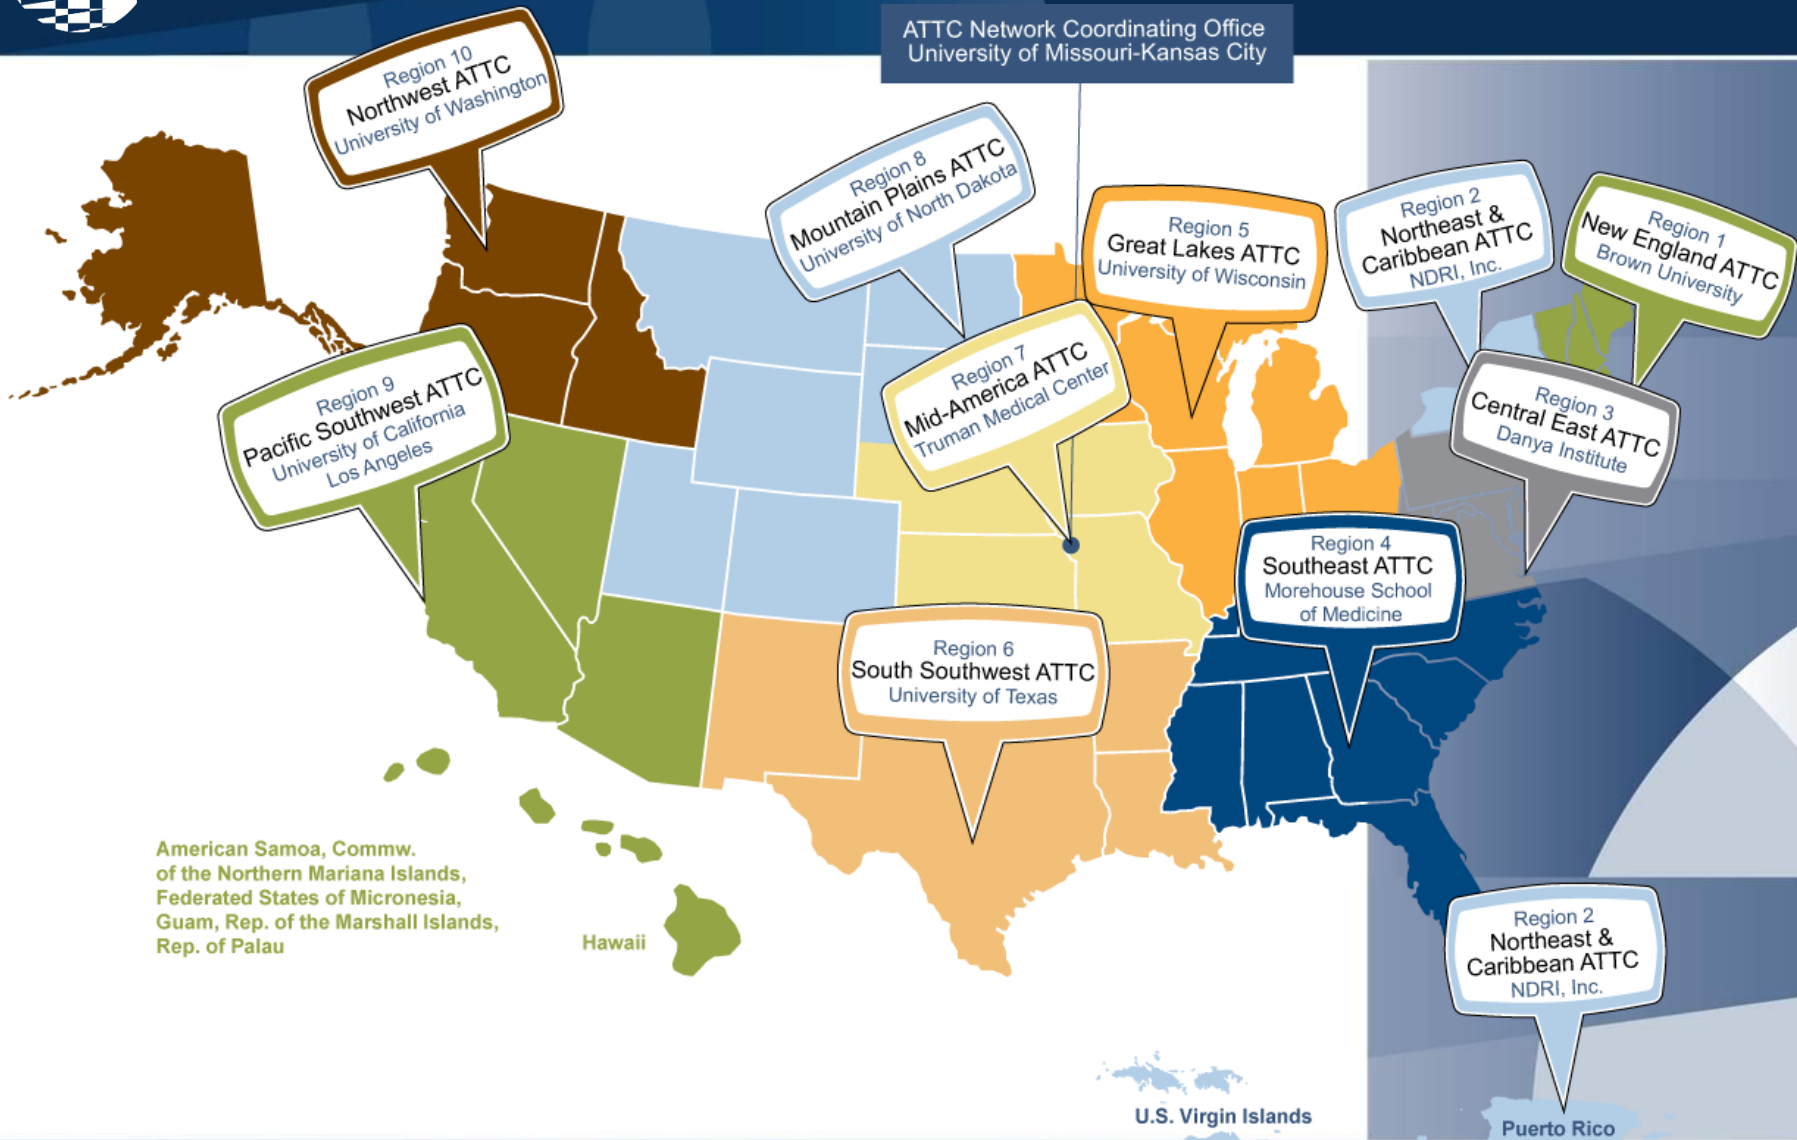 ATTC Network Coordinating Office
University of Missouri-Kansas City
Region 10
Northwest ATTC
University of Washington
Region 8
Mountain Plains ATTC
University of North Dakota
Region 5
Great Lakes ATTC
University of Wisconsin
Region 2
Northeast &
Caribbean ATTC
NDRI, Inc.
Region 1
New England ATTC
Brown University
Region 9
Pacific Southwest ATTC
University of California
Los Angeles
Region 7
Mid-America ATTC
Truman Medical Center
Region 3
Central East ATTC
Danya Institute
Region 4
Southeast ATTC
Morehouse School
of Medicine
Region 6
South Southwest ATTC
University of Texas
American Samoa, Commw.
of the Northern Mariana Islands,
Federated States of Micronesia,
Guam, Rep. of the Marshall Islands,
Rep. of Palau
Hawaii
Region 2
Northeast &
Caribbean ATTC
NDRI, Inc.
U.S. Virgin Islands
Puerto Rico